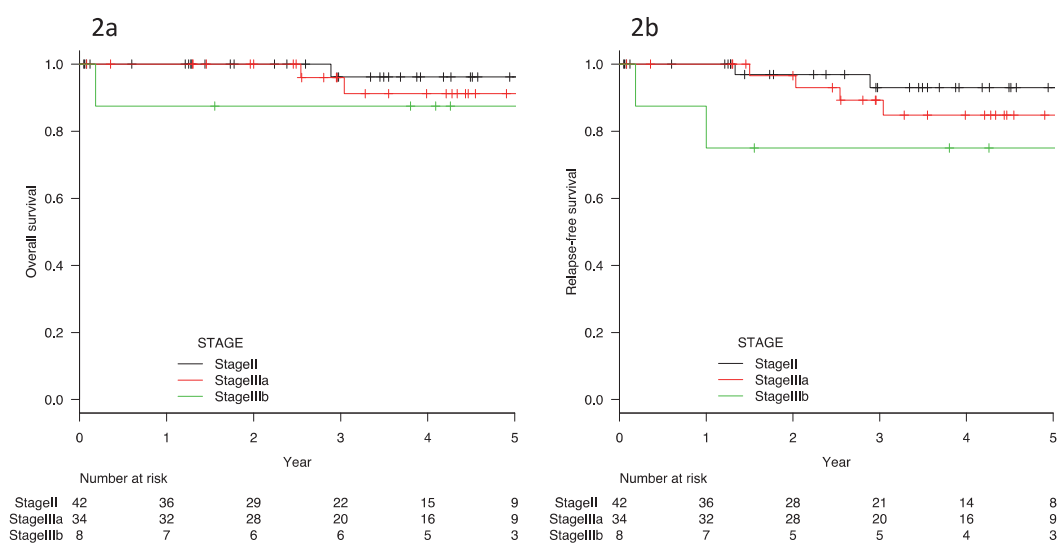 2a
1.0
0.8
0.6
0.4
0.2
0.0
Overall survival
STAGE
StageII
StageIIIa
StageIIIb
0 1 2 3 4 5
Year
Number at risk
StageII 42 36 29 22 15 9
StageIIIa 34 32 28 20 16 9
StageIIIb 8 7 6 6 5 3
2b
1.0
0.8
0.6
0.4
0.2
0.0
Relapse-free survival
STAGE
StageII
StageIIIa
StageIIIb
0 1 2 3 4 5
Year
Number at risk
StageII 42 36 28 21 14 8
StageIIIa 34 32 28 20 16 9
StageIIIb 8 7 5 5 4 3